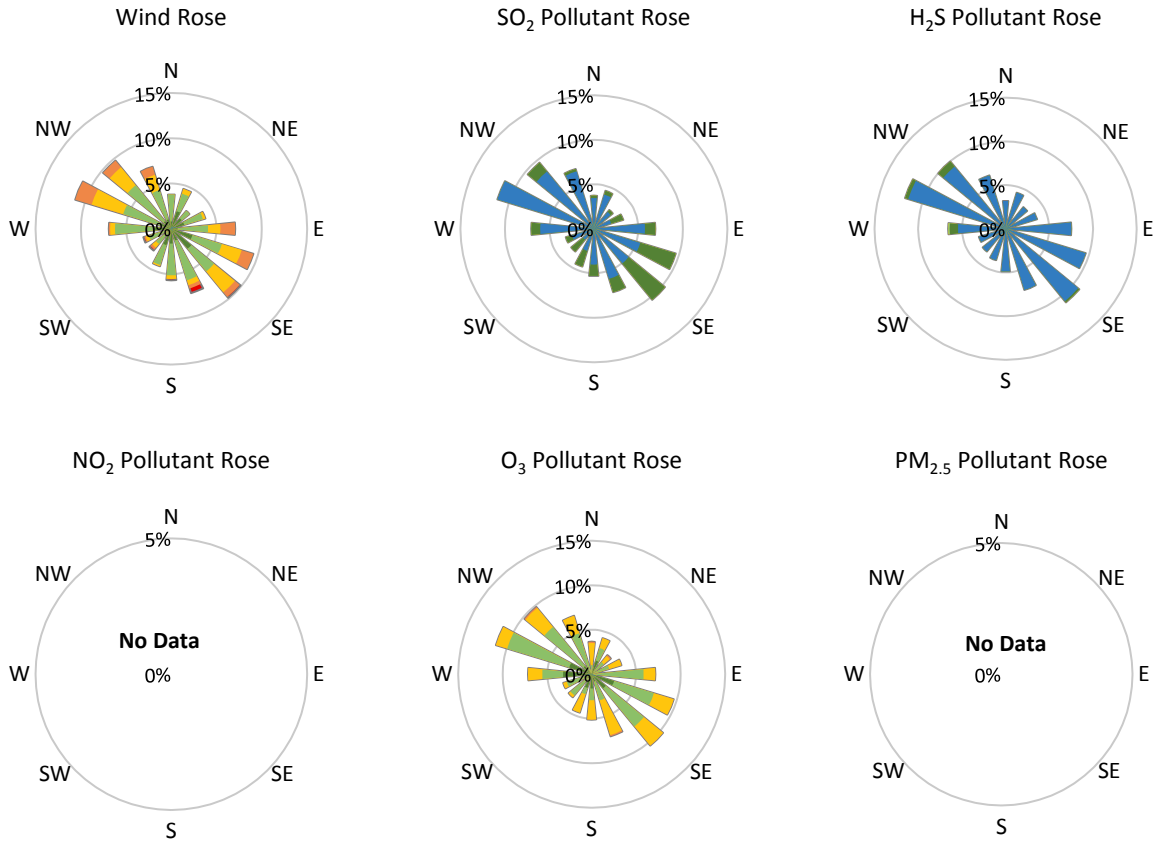 Wind Rose
N
15%
10%
5%
0%
NW
NE
W
E
SW
SE
S
SO₂ Pollutant Rose
N
15%
10%
5%
0%
NW
NE
W
E
SW
SE
S
H₂S Pollutant Rose
N
15%
10%
5%
0%
NW
NE
W
E
SW
SE
S
NO₂ Pollutant Rose
N
5%
NW
NE
No Data
W
0%
E
SW
SE
S
O₃ Pollutant Rose
N
15%
10%
5%
0%
NW
NE
W
E
SW
SE
S
PM₂.₅ Pollutant Rose
N
5%
NW
NE
No Data
W
0%
E
SW
SE
S